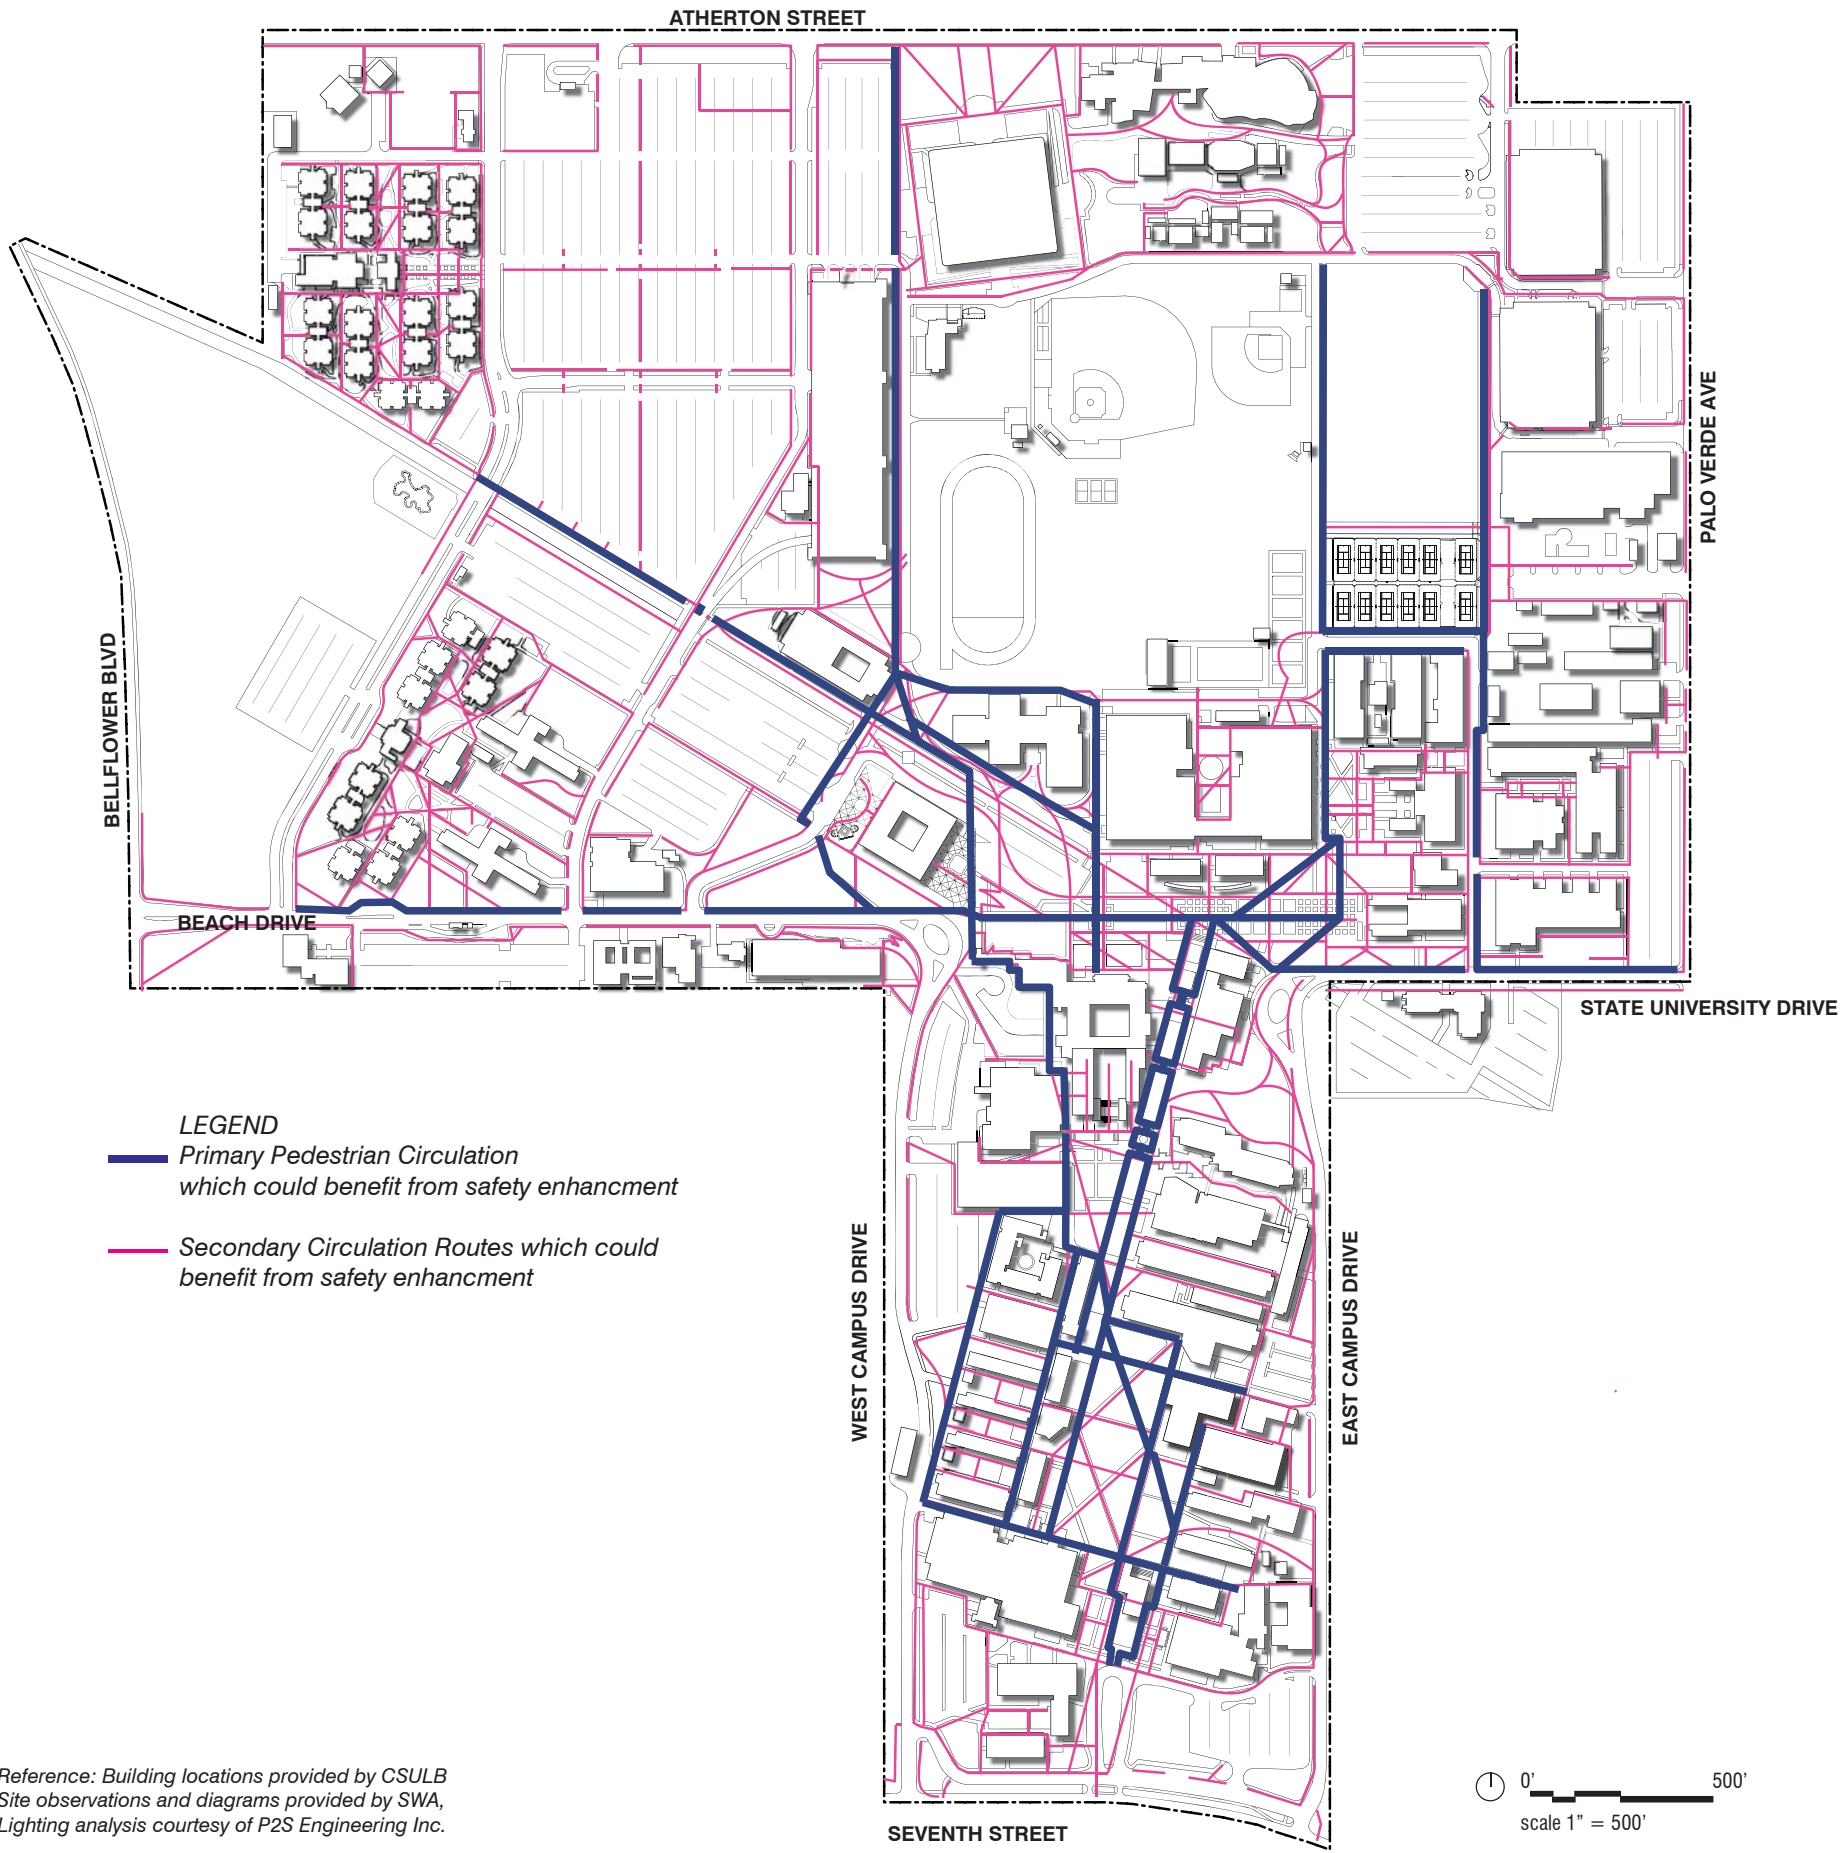 ATHERTON STREET
PALO VERDE AVE
BELLFLOWER BLVD
BEACH DRIVE
STATE UNIVERSITY DRIVE
LEGEND
Primary Pedestrian Circulation
which could benefit from safety enhancment
Secondary Circulation Routes which could
benefit from safety enhancment
WEST CAMPUS DRIVE
EAST CAMPUS DRIVE
Reference: Building locations provided by CSULB
Site observations and diagrams provided by SWA,
Lighting analysis courtesy of P2S Engineering Inc.
0' 500'
scale 1" = 500'
SEVENTH STREET